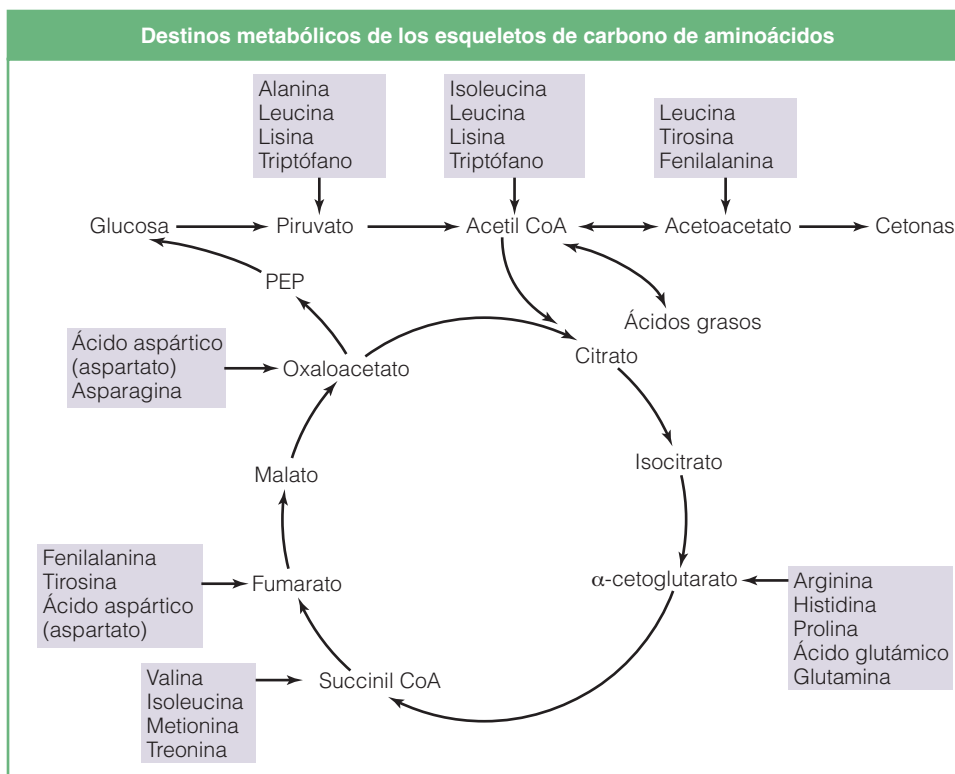 Destinos metabólicos de los esqueletos de carbono de aminoácidos
Alanina
Leucina
Lisina
Triptófano
Isoleucina
Leucina
Lisina
Triptófano
Leucina
Tirosina
Fenilalanina
Glucosa
Piruvato
Acetil CoA
Acetoacetato
Cetonas
PEP
Ácidos grasos
Ácido aspártico
(aspartato)
Asparagina
Oxaloacetato
Citrato
Malato
Isocitrato
Fenilalanina
Tirosina
Ácido aspártico
(aspartato)
Fumarato
α-cetoglutarato
Arginina
Histidina
Prolina
Ácido glutámico
Glutamina
Valina
Isoleucina
Metionina
Treonina
Succinil CoA